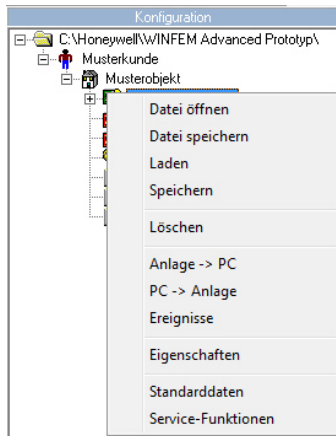 Konfiguration
C:\Honeywell\WINFEM Advanced Prototyp\
Musterkunde
Musterobjekt
Datei öffnen
Datei speichern
Laden
Speichern
Löschen
Anlage -> PC
PC -> Anlage
Ereignisse
Eigenschaften
Standarddaten
Service-Funktionen